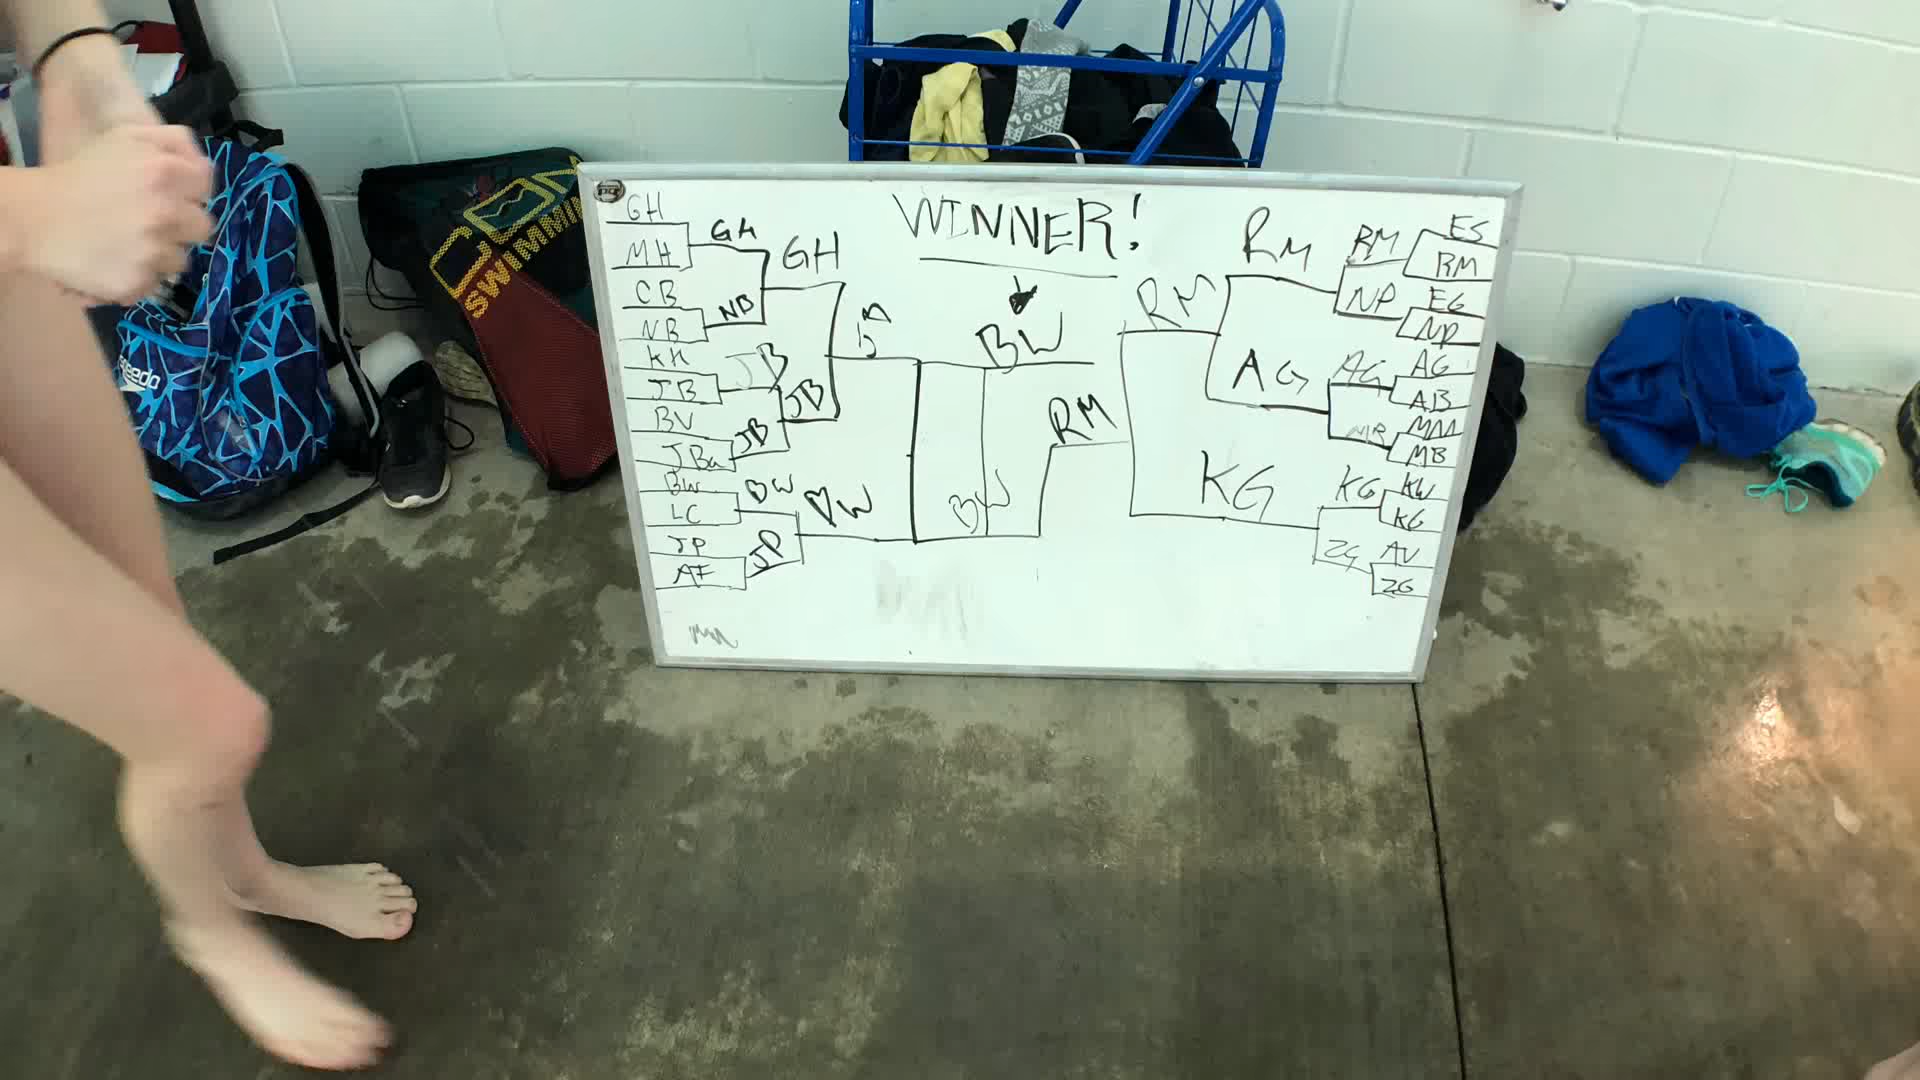 WINNER!
GH
MH
CB
NB
KH
JB
BV
JBa
BW
LC
JP
AF
GH
NB
JB
JB
BW
JP
GH
JB
BW
JB
BW
BW
RM
RM
RM
AG
KG
RM
NP
AG
MB
KG
ZG
ES
RM
EG
NP
AG
AB
MM
MB
KW
KG
AV
ZG
SWIMMIN
speedo